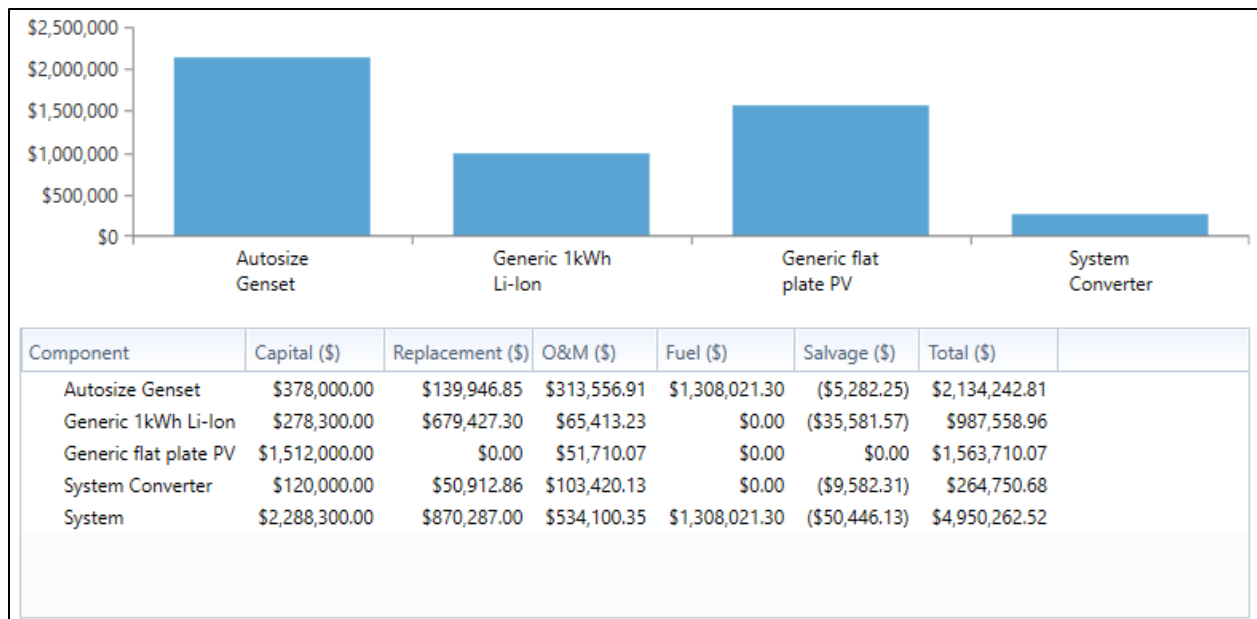 $2,500,000
$2,000,000
$1,500,000
$1,000,000
$500,000
$0
Autosize Generic 1kWh Generic flat System
Genset Li-Ion plate PV Converter
Component Capital ($) Replacement ($) O&M ($) Fuel ($) Salvage ($) Total ($)
Autosize Genset $378,000.00 $139,946.85 $313,556.91 $1,308,021.30 ($5,282.25) $2,134,242.81
Generic 1kWh Li-Ion $278,300.00 $679,427.30 $65,413.23 $0.00 ($35,581.57) $987,558.96
Generic flat plate PV $1,512,000.00 $0.00 $51,710.07 $0.00 $0.00 $1,563,710.07
System Converter $120,000.00 $50,912.86 $103,420.13 $0.00 ($9,582.31) $264,750.68
System $2,288,300.00 $870,287.00 $534,100.35 $1,308,021.30 ($50,446.13) $4,950,262.52